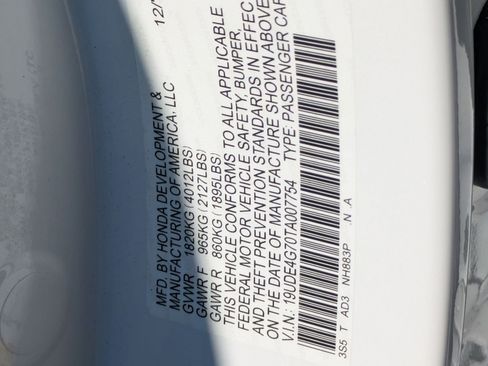 12/
MFD. BY HONDA DEVELOPMENT &
MANUFACTURING OF AMERICA, LLC
GVWR 1820KG(4012LBS)
GAWR F 965KG(2127LBS)
GAWR R 860KG(1895LBS)
THIS VEHICLE CONFORMS TO ALL APPLICABLE
FEDERAL MOTOR VEHICLE SAFETY, BUMPER,
AND THEFT PREVENTION STANDARDS IN EFFECT
ON THE DATE OF MANUFACTURE SHOWN ABOVE
V.I.N.: 19UDE4G70TA007754 TYPE: PASSENGER CAR
3S5 T AD3 NH883P .N .A